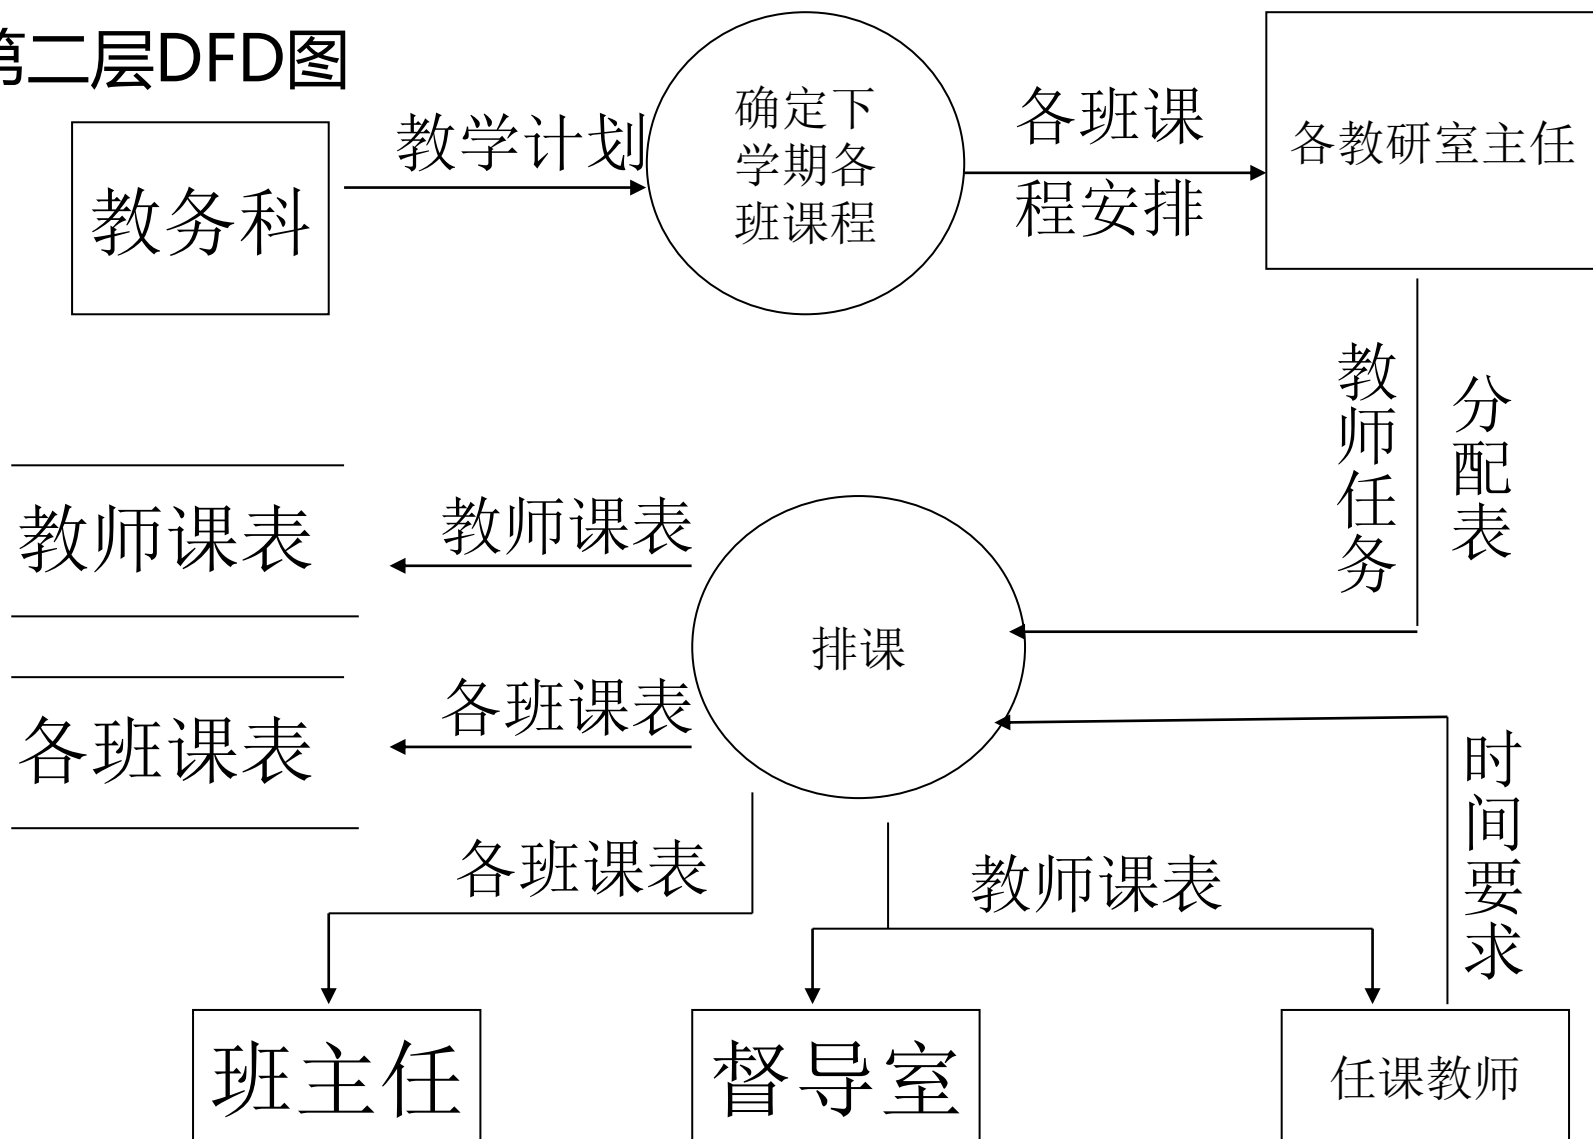 第二层DFD图
教务科
教学计划
确定下
学期各
班课程
各班课
程安排
各教研室主任
教师任务
分配表
教师课表
教师课表
排课
各班课表
各班课表
时间要求
各班课表
教师课表
班主任
督导室
任课教师